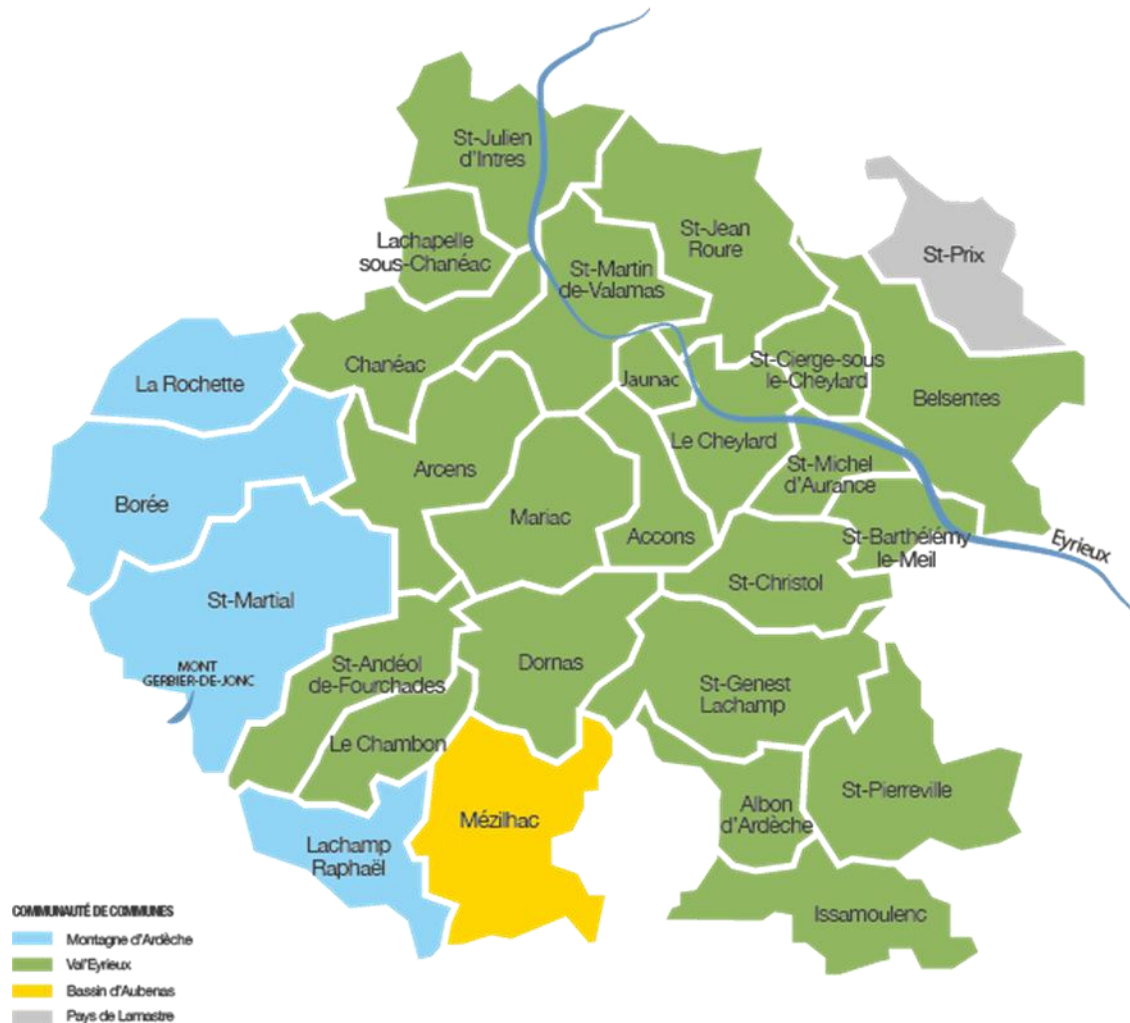 St-Julien
d'Intres
Lachapelle
sous-Chanéac
St-Martin
de-Valamas
St-Jean
Roure
St-Prix
Chanéac
La Rochette
Jaunac
St-Cierge-sous
le-Cheylard
Belsentes
Le Cheylard
Arcens
St-Michel
d'Aurance
Borée
Mariac
Accons
St-Barthélémy
le-Meil
Eyrieux
St-Christol
St-Martial
MONT
GERBIER-DE-JONC
St-Andéol
de-Fourchades
Dornas
St-Genest
Lachamp
Le Chambon
St-Pierreville
Mézilhac
Albon
d'Ardèche
Lachamp
Raphaël
Issamoulenc
COMMUNAUTÉ DE COMMUNES
Montagne d'Ardèche
Val'Eyrieux
Bassin d'Aubenas
Pays de Lamastre